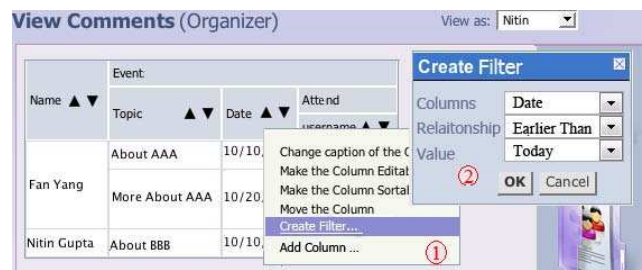 View Comments (Organizer)
View as: Nitin
Event:
Name ▲ ▼
Topic ▲ ▼
Date ▲ ▼
Attend
username ▲ ▼
Fan Yang
About AAA
10/10,
More About AAA
10/20,
Nitin Gupta
About BBB
10/10,
Change caption of the C
Make the Column Editab
Make the Column Sortal
Move the Column
Create Filter...
Add Column ...
①
Create Filter
Columns Date
Relaitonship Earlier Than
Value Today
②
OK Cancel